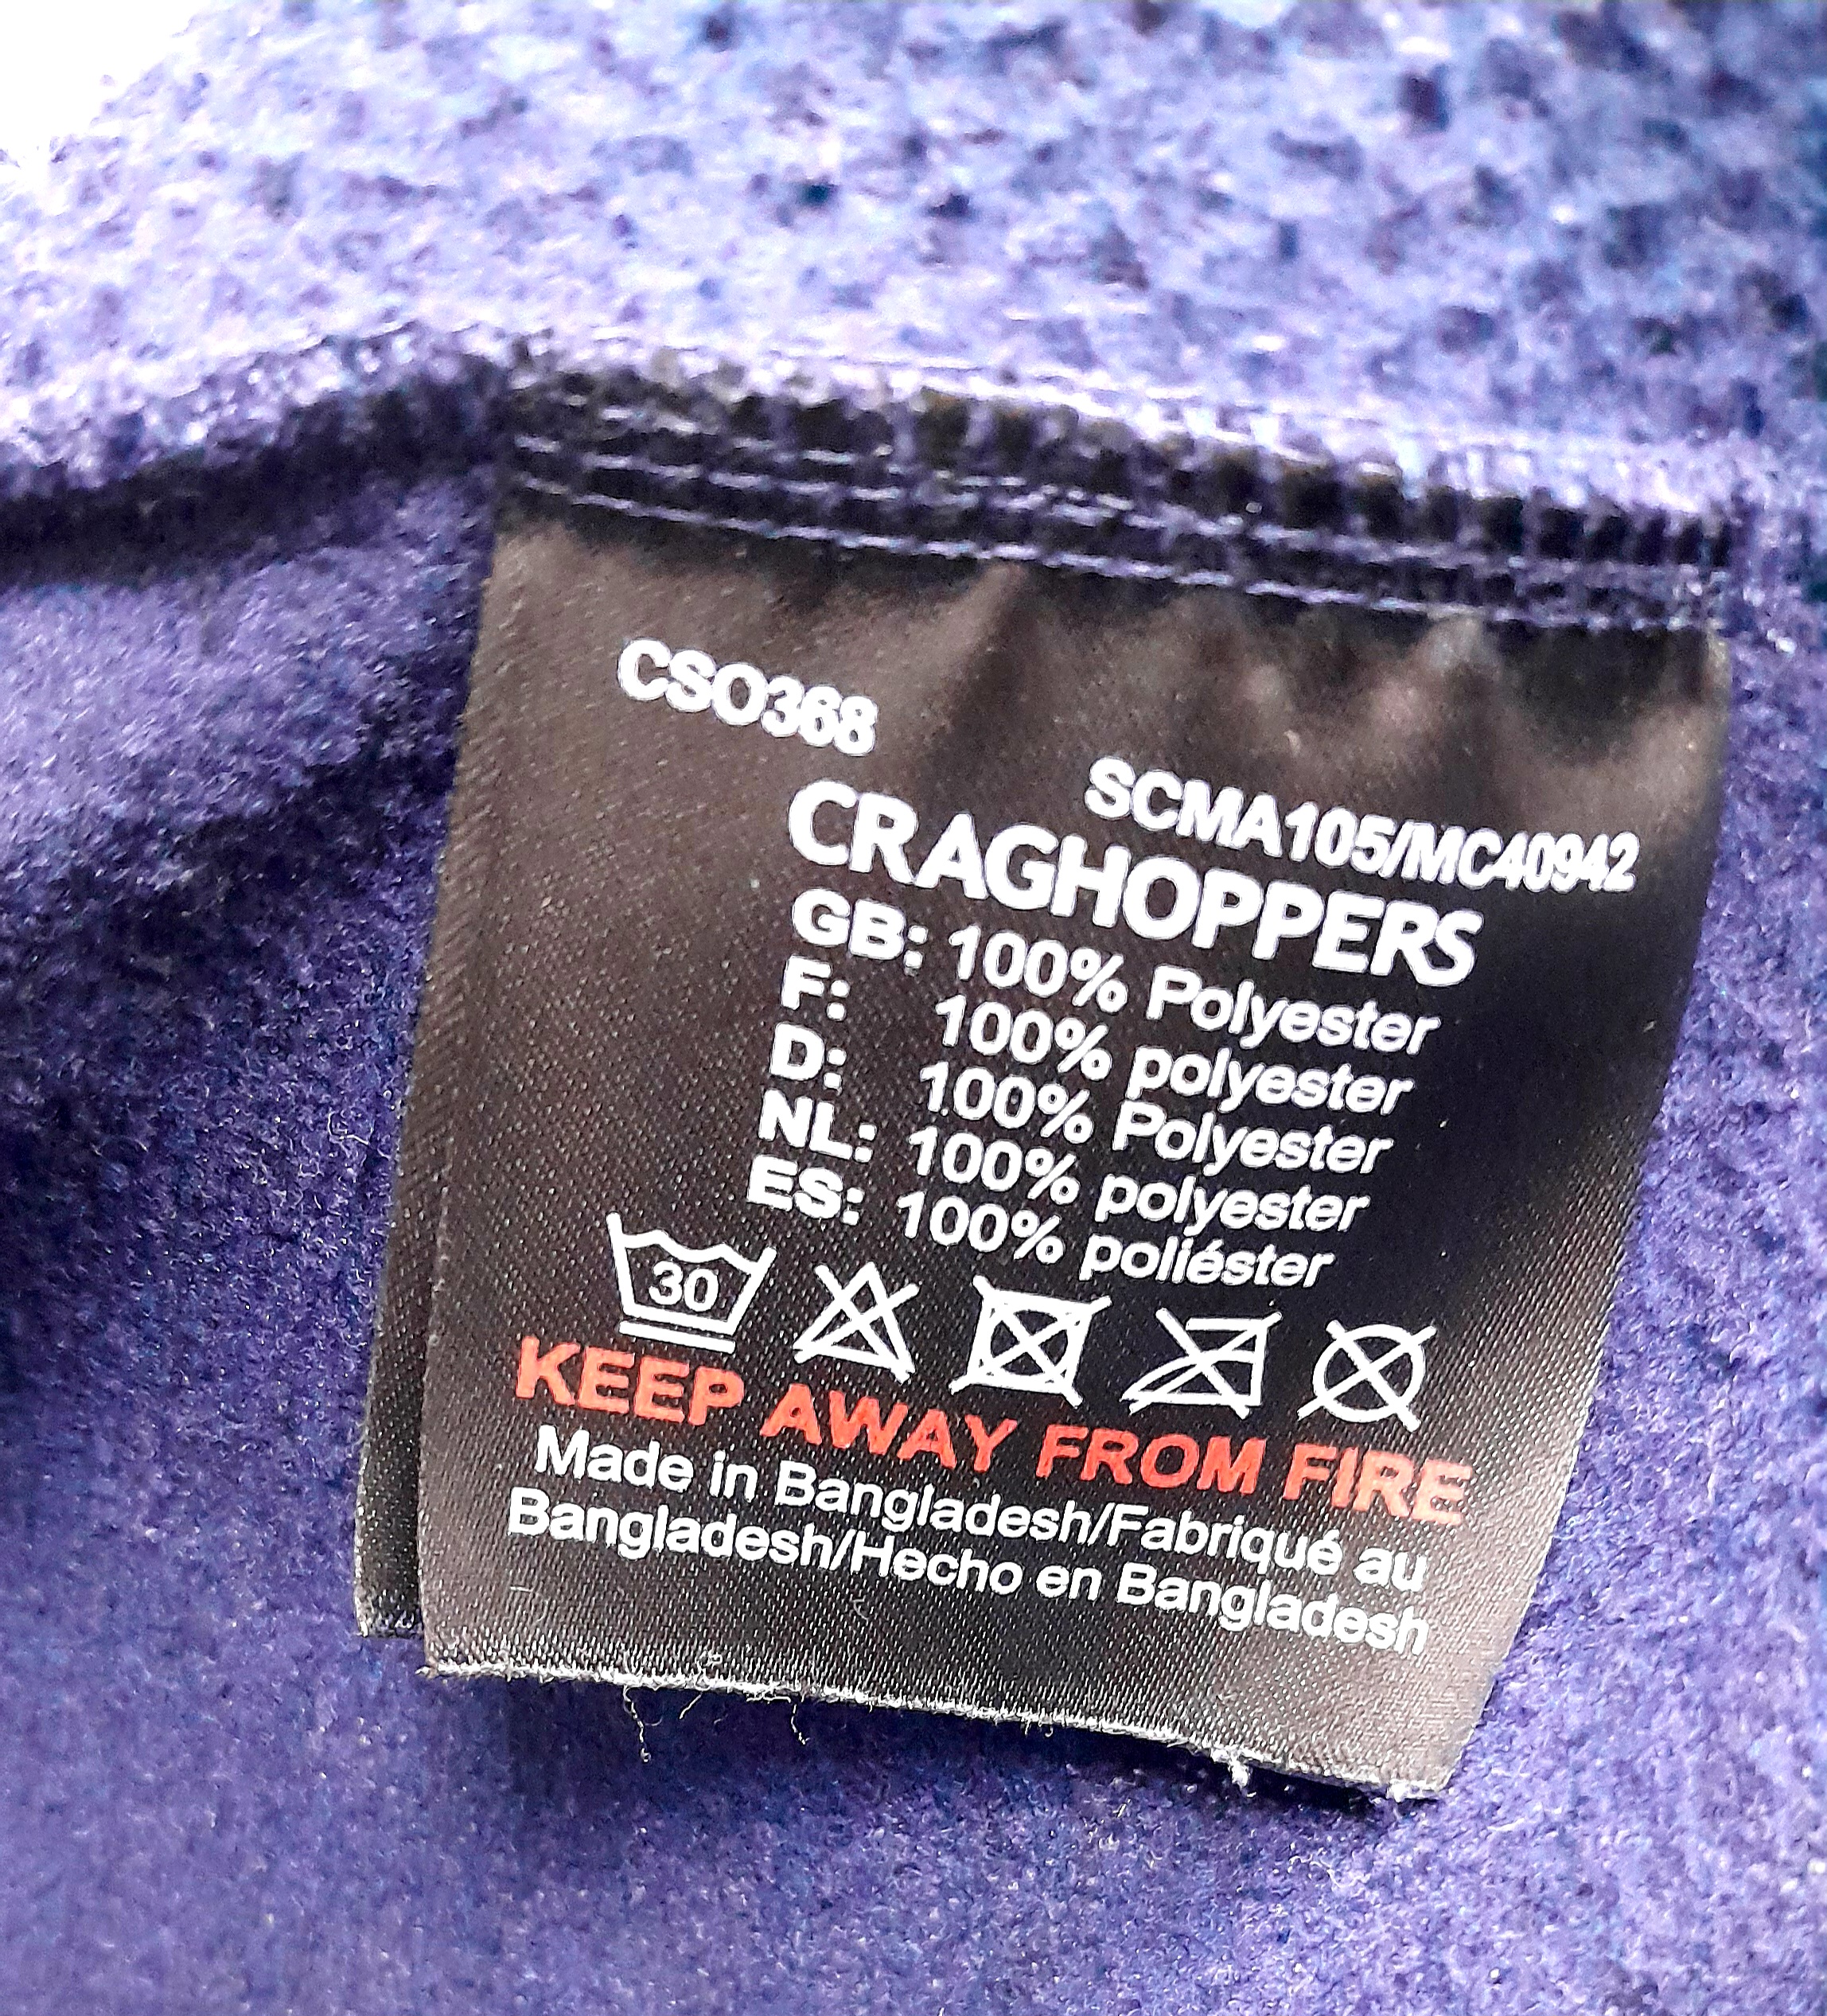 CSO368
SCMA105/MC40942
CRAGHOPPERS
GB: 100% Polyester
F: 100% polyester
D: 100% Polyester
NL: 100% polyester
ES: 100% poliéster
30
KEEP AWAY FROM FIRE
Made in Bangladesh/Fabriqué au
Bangladesh/Hecho en Bangladesh